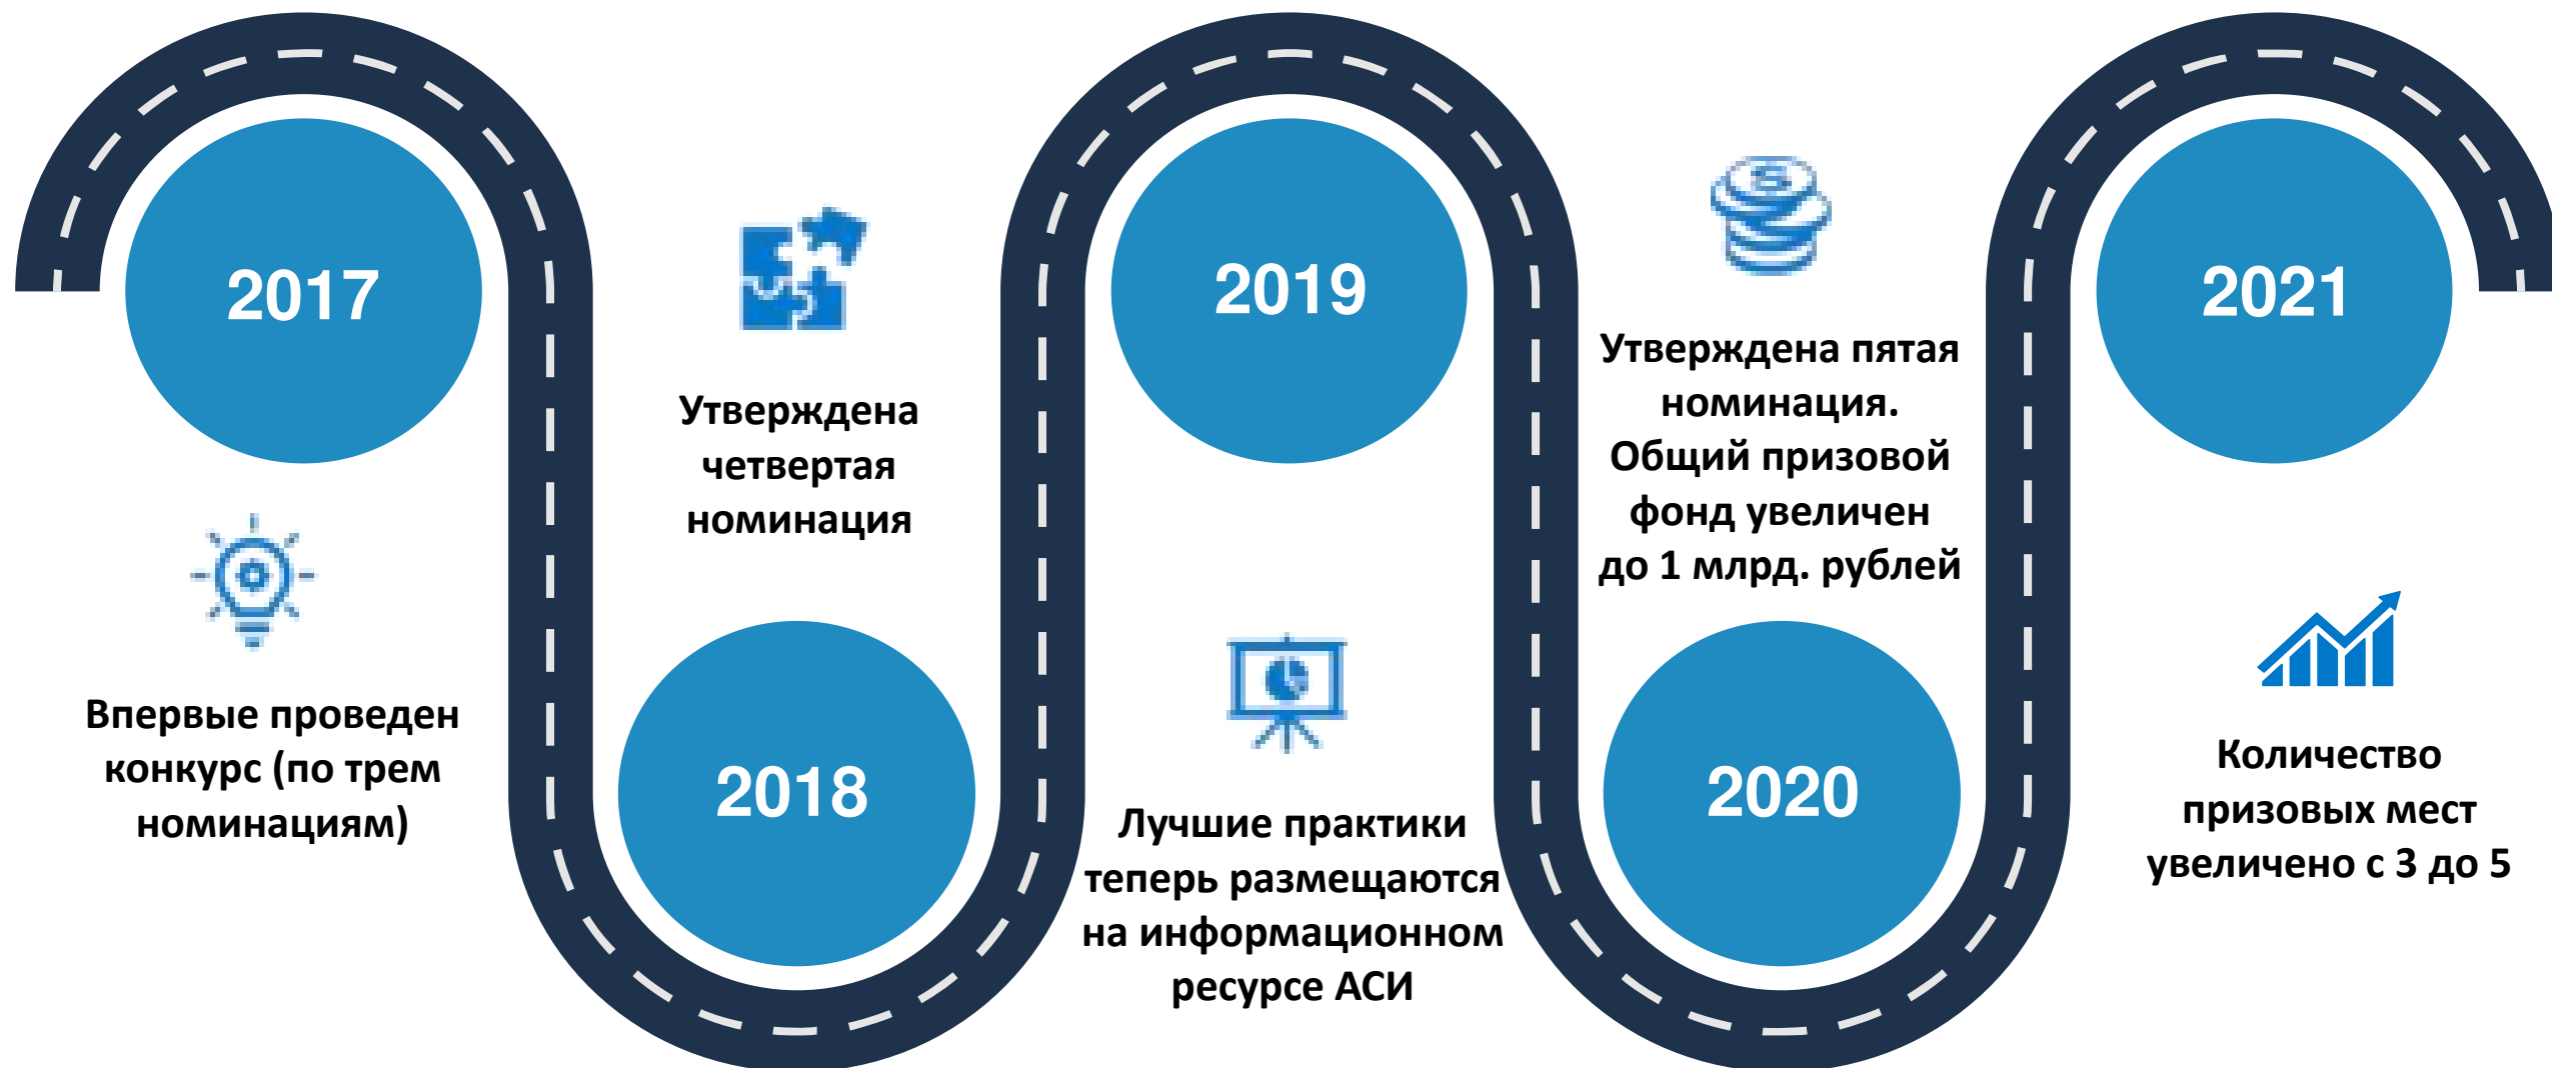 2017
Впервые проведен
конкурс (по трем
номинациям)
Утверждена
четвертая
номинация
2018
2019
Лучшие практики
теперь размещаются
на информационном
ресурсе АСИ
Утверждена пятая
номинация.
Общий призовой
фонд увеличен
до 1 млрд. рублей
2020
2021
Количество
призовых мест
увеличено с 3 до 5